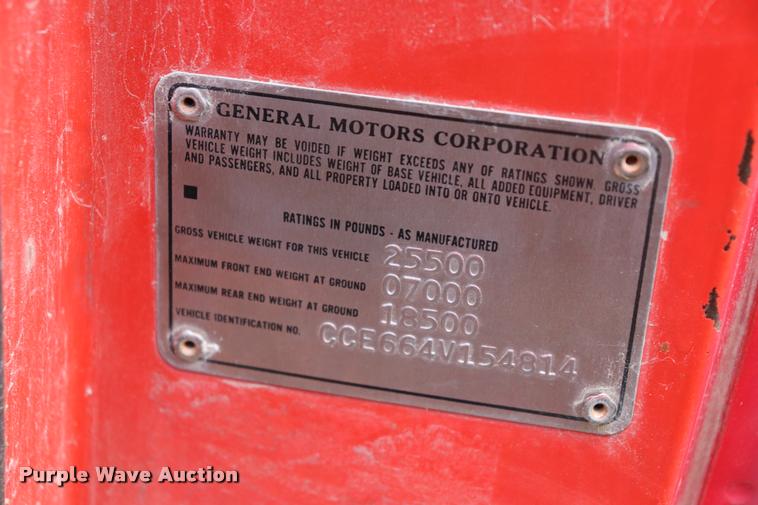 GENERAL MOTORS CORPORATION
WARRANTY MAY BE VOIDED IF WEIGHT EXCEEDS ANY OF RATINGS SHOWN. GROSS
VEHICLE WEIGHT INCLUDES WEIGHT OF BASE VEHICLE, ALL ADDED EQUIPMENT, DRIVER
AND PASSENGERS, AND ALL PROPERTY LOADED INTO OR ONTO VEHICLE.
RATINGS IN POUNDS - AS MANUFACTURED
GROSS VEHICLE WEIGHT FOR THIS VEHICLE 25500
MAXIMUM FRONT END WEIGHT AT GROUND 07000
MAXIMUM REAR END WEIGHT AT GROUND 18500
VEHICLE IDENTIFICATION NO. CCE664V154814
Purple Wave Auction